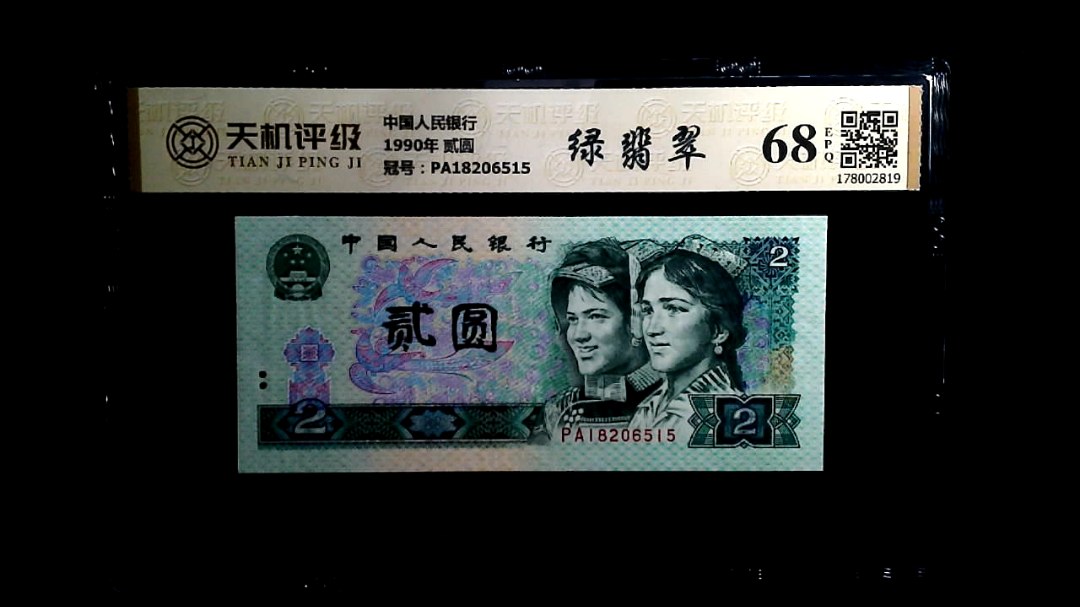 天机评级
TIAN JI PING JI
中国人民银行
1990年 贰圆
冠号：PA18206515
绿翡翠
68
EPQ
178002819
中国人民银行
2
贰圆
2
PA18206515
2